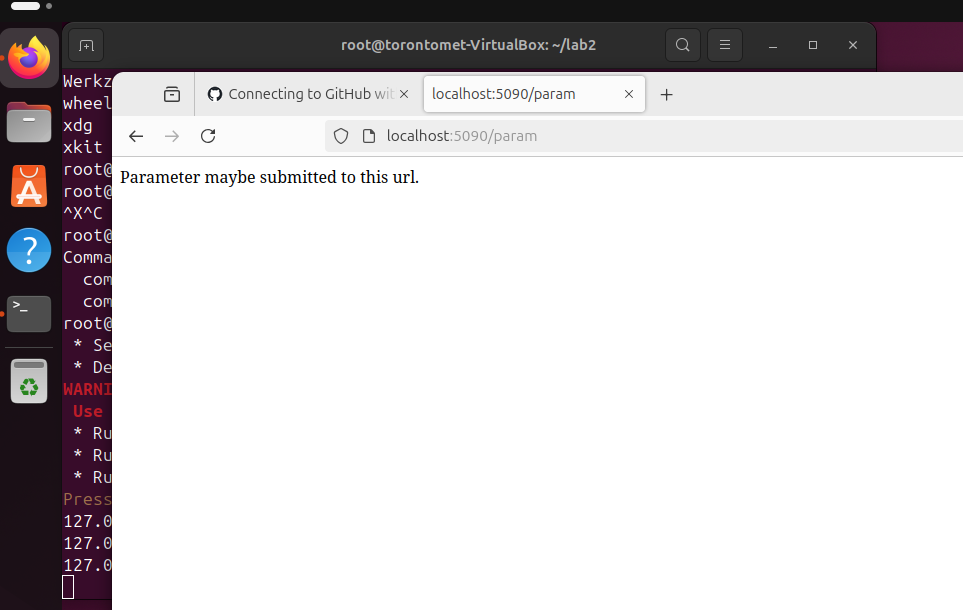 root@torontomet-VirtualBox: ~/lab2
Connecting to GitHub wit
localhost:5090/param
localhost:5090/param
Parameter maybe submitted to this url.
Werkz
wheel
xdg
xkit
root@
root@
^X^C
root@
Comma
com
com
root@
* Se
* De
WARNI
Use
* Ru
* Ru
* Ru
Press
127.0
127.0
127.0